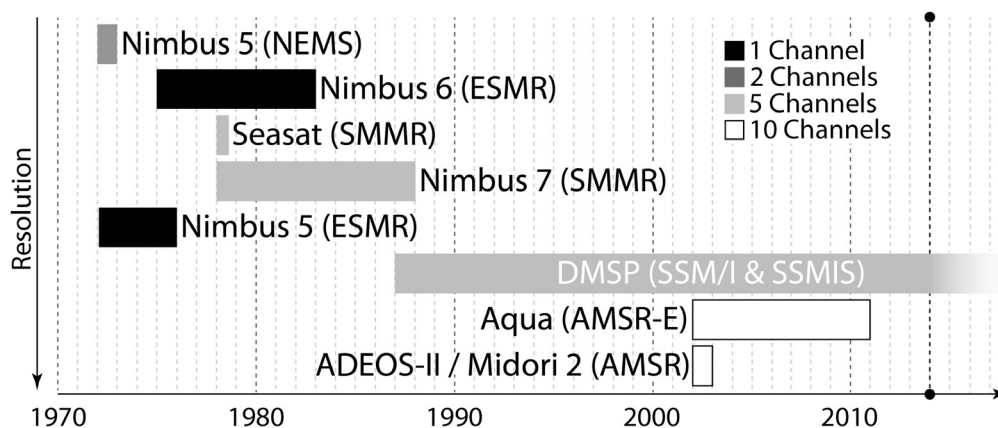 Nimbus 5 (NEMS)
1 Channel
2 Channels
5 Channels
10 Channels
Nimbus 6 (ESMR)
Seasat (SMMR)
Nimbus 7 (SMMR)
Nimbus 5 (ESMR)
Resolution
DMSP (SSM/I & SSMIS)
Aqua (AMSR-E)
ADEOS-II / Midori 2 (AMSR)
1970 1980 1990 2000 2010